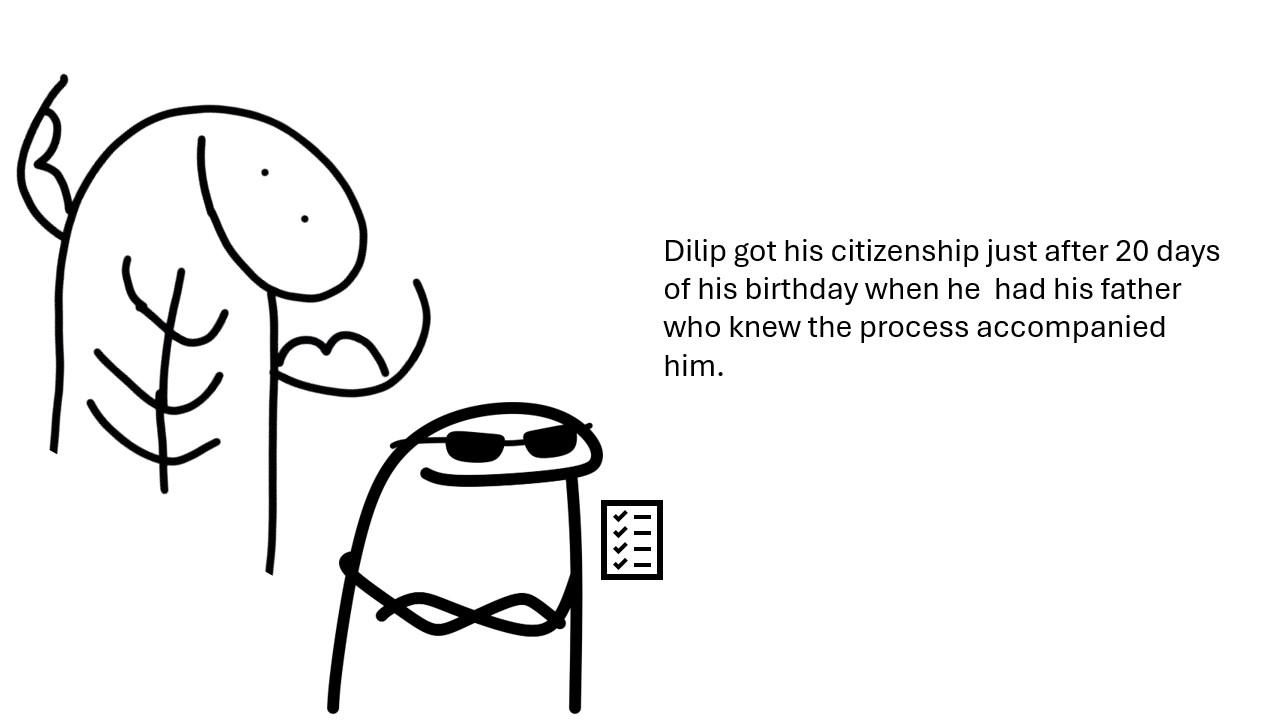 Dilip got his citizenship just after 20 days
of his birthday when he  had his father
who knew the process accompanied
him.